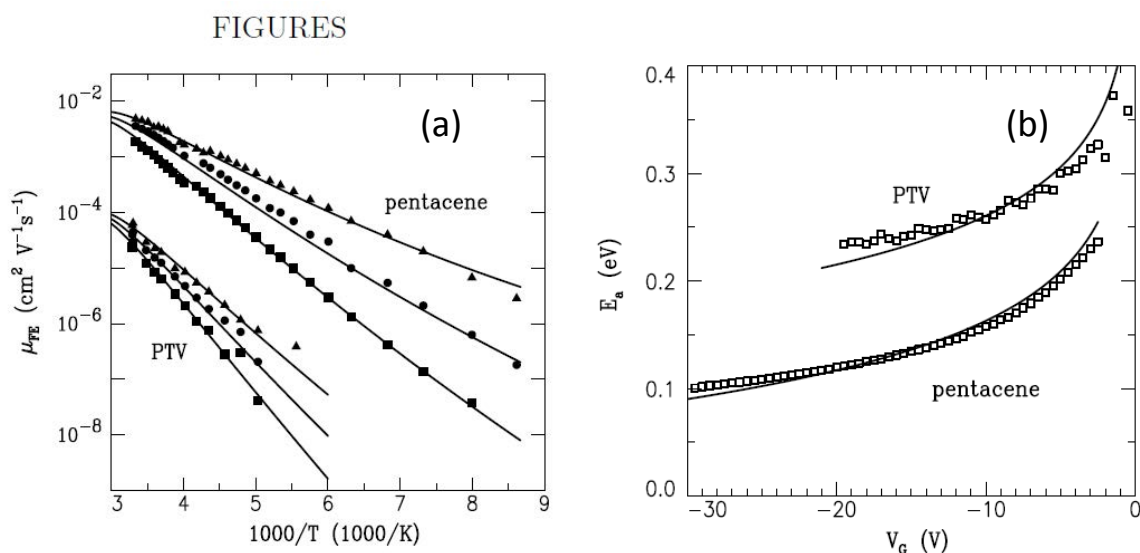 FIGURES
(a)
(b)
10⁻²
10⁻⁴
10⁻⁶
10⁻⁸
μFE (cm² V⁻¹s⁻¹)
pentacene
PTV
3 4 5 6 7 8 9
1000/T (1000/K)
0.4
0.3
0.2
0.1
0.0
Ea (eV)
PTV
pentacene
−30 −20 −10 0
VG (V)